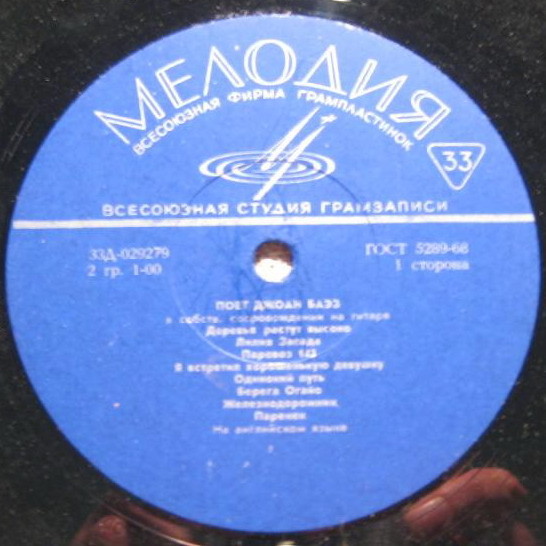 МЕЛОДИЯ
ВСЕСОЮЗНАЯ ФИРМА ГРАМПЛАСТИНОК
33
ВСЕСОЮЗНАЯ СТУДИЯ ГРАМЗАПИСИ
33Д-029279 ГОСТ 5289-68
2 гр. 1-00 1 сторона
ПОЕТ ДЖОАН БАЭЗ
в собств. сопровождении на гитаре
Деревья растут высоко
Лилия Запада
Паровоз 143
Я встретил хорошенькую девушку
Одинокий путь
Берега Огайо
Железнодорожник
Паренек
На английском языке